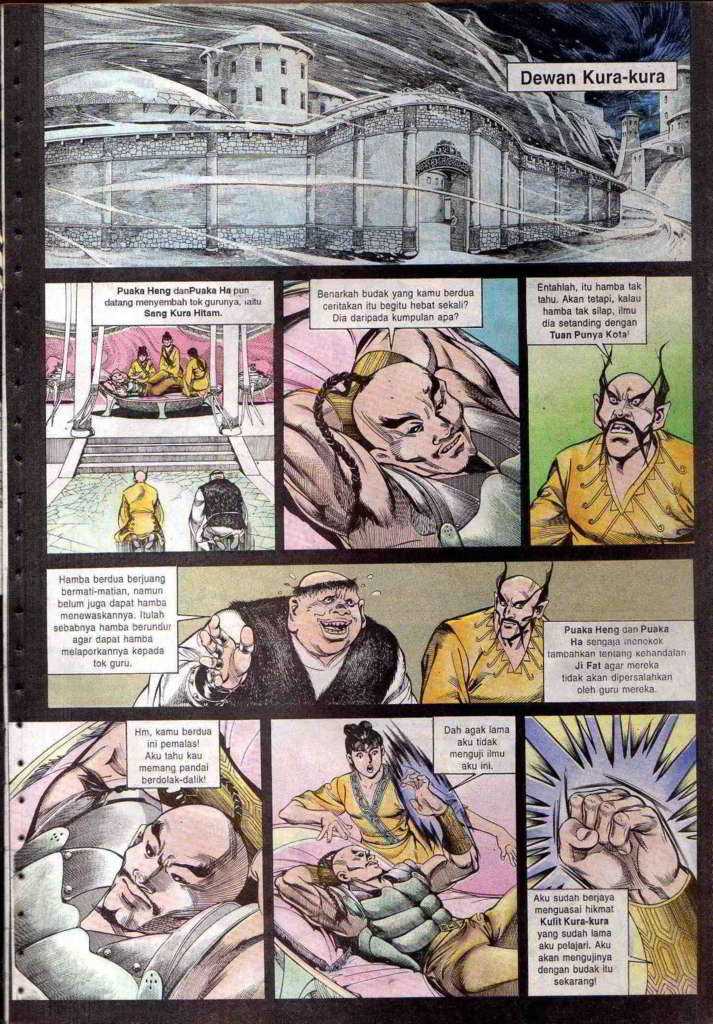 Dewan Kura-kura
Puaka Heng danPuaka Ha pun
datang menyembah tok gurunya, iaitu
Sang Kura Hitam.
Benarkah budak yang kamu berdua
ceritakan itu begitu hebat sekali?
Dia daripada kumpulan apa?
Entahlah, itu hamba tak
tahu. Akan tetapi, kalau
hamba tak silap, ilmu
dia setanding dengan
Tuan Punya Kota!
Hamba berdua berjuang
bermati-matian, namun
belum juga dapat hamba
menewaskannya. Itulah
sebabnya hamba berundur
agar dapat hamba
melaporkannya kepada
tok guru.
Puaka Heng dan Puaka
Ha sengaja menokok
tambahkan tentang kehandalan
Ji Fat agar mereka
tidak akan dipersalahkan
oleh guru mereka.
Hm, kamu berdua
ini pemalas!
Aku tahu kau
memang pandai
berdolak-dalik!
Dah agak lama
aku tidak
menguji ilmu
aku ini.
Aku sudah berjaya
menguasai hikmat
Kulit Kura-kura
yang sudah lama
aku pelajari. Aku
akan mengujinya
dengan budak itu
sekarang!